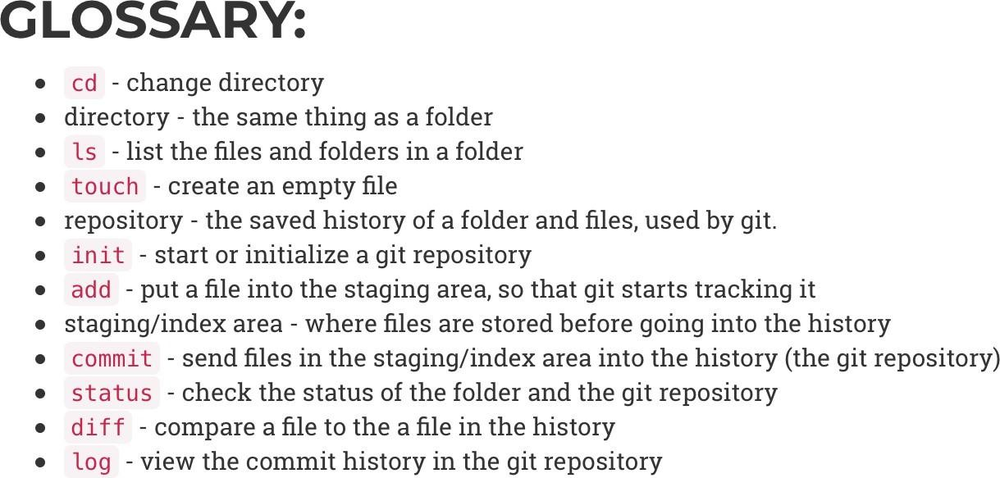 GLOSSARY:
• cd - change directory
• directory - the same thing as a folder
• ls - list the files and folders in a folder
• touch - create an empty file
• repository - the saved history of a folder and files, used by git.
• init - start or initialize a git repository
• add - put a file into the staging area, so that git starts tracking it
• staging/index area - where files are stored before going into the history
• commit - send files in the staging/index area into the history (the git repository)
• status - check the status of the folder and the git repository
• diff - compare a file to the a file in the history
• log - view the commit history in the git repository